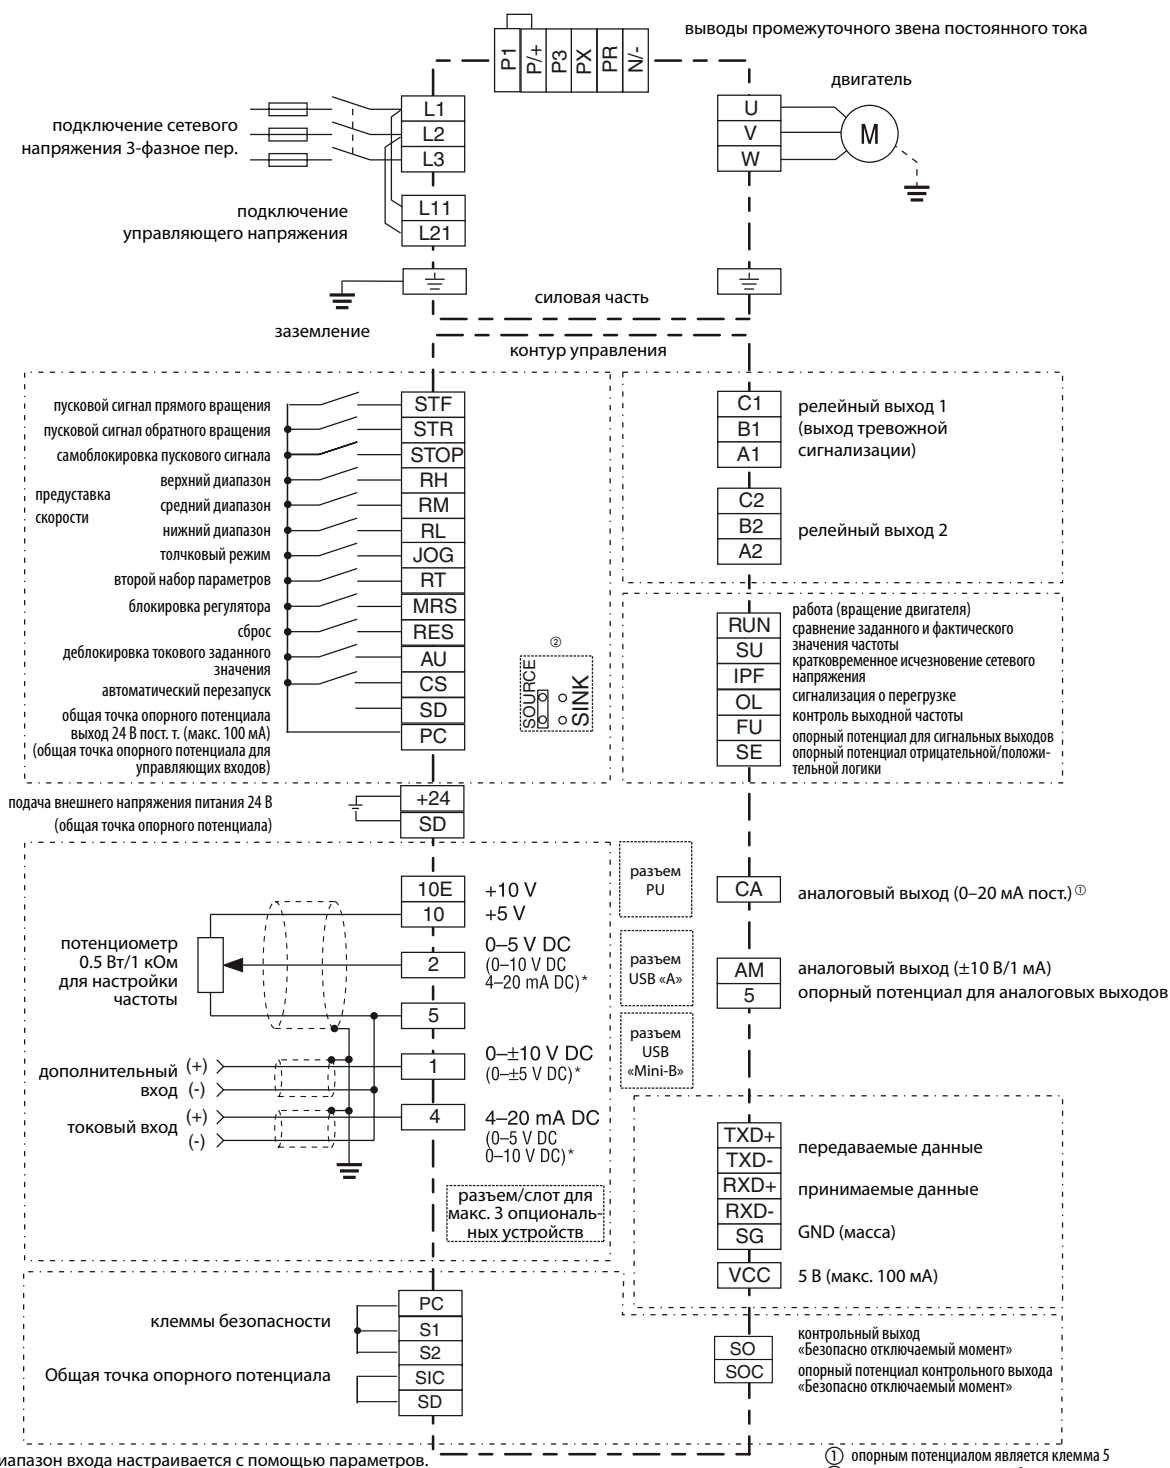 выводы промежуточного звена постоянного тока
P1
P/+
P3
PX
PR
N/-
двигатель
подключение сетевого
напряжения 3-фазное пер.
L1
L2
L3
U
V
W
M
подключение
управляющего напряжения
L11
L21
силовая часть
заземление
контур управления
пусковой сигнал прямого вращения
STF
пусковой сигнал обратного вращения
STR
самоблокировка пускового сигнала
STOP
предуставка
скорости
верхний диапазон
RH
средний диапазон
RM
нижний диапазон
RL
толчковый режим
JOG
второй набор параметров
RT
блокировка регулятора
MRS
сброс
RES
деблокировка токового заданного
значения
AU
автоматический перезапуск
CS
общая точка опорного потенциала
SD
выход 24 В пост. т. (макс. 100 мА)
(общая точка опорного потенциала для
управляющих входов)
PC
②
SOURCE
SINK
C1
B1
A1
релейный выход 1
(выход тревожной
сигнализации)
C2
B2
A2
релейный выход 2
RUN
SU
IPF
OL
FU
SE
работа (вращение двигателя)
сравнение заданного и фактического
значения частоты
кратковременное исчезновение сетевого
напряжения
сигнализация о перегрузке
контроль выходной частоты
опорный потенциал для сигнальных выходов
опорный потенциал отрицательной/положи-
тельной логики
подача внешнего напряжения питания 24 В
+24
(общая точка опорного потенциала)
SD
10E
+10 V
10
+5 V
потенциометр
0.5 Вт/1 кОм
для настройки
частоты
2
0–5 V DC
(0–10 V DC
4–20 mA DC)*
5
дополнительный
вход
(+)
(-)
1
0–±10 V DC
(0–±5 V DC)*
токовый вход
(+)
(-)
4
4–20 mA DC
(0–5 V DC
0–10 V DC)*
разъем/слот для
макс. 3 опциональ-
ных устройств
разъем
PU
CA
аналоговый выход (0–20 мА пост.) ①
разъем
USB «A»
AM
аналоговый выход (±10 В/1 мА)
5
опорный потенциал для аналоговых выходов
разъем
USB
«Mini-B»
TXD+
TXD-
передаваемые данные
RXD+
RXD-
принимаемые данные
SG
GND (масса)
VCC
5 В (макс. 100 мА)
клеммы безопасности
PC
S1
S2
Общая точка опорного потенциала
SIC
SD
SO
контрольный выход
«Безопасно отключаемый момент»
SOC
опорный потенциал контрольного выхода
«Безопасно отключаемый момент»
иапазон входа настраивается с помощью параметров.
① опорным потенциалом является клемма 5